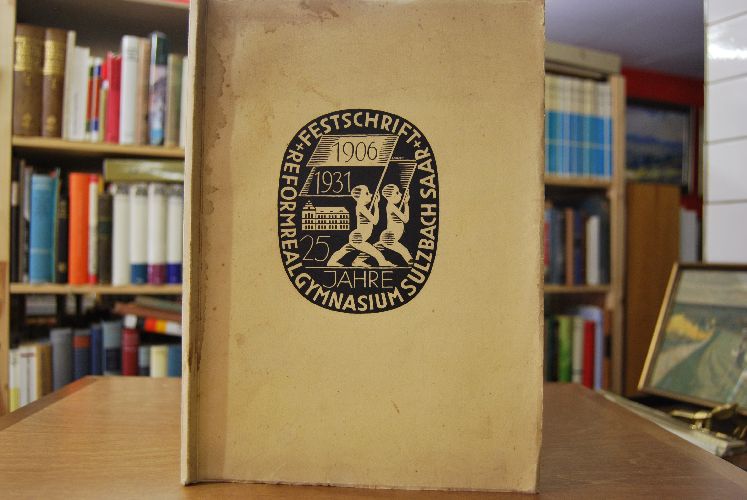 + FESTSCHRIFT +
REFORMREALGYMNASIUM SULZBACH SAAR
1906
1931
25
JAHRE